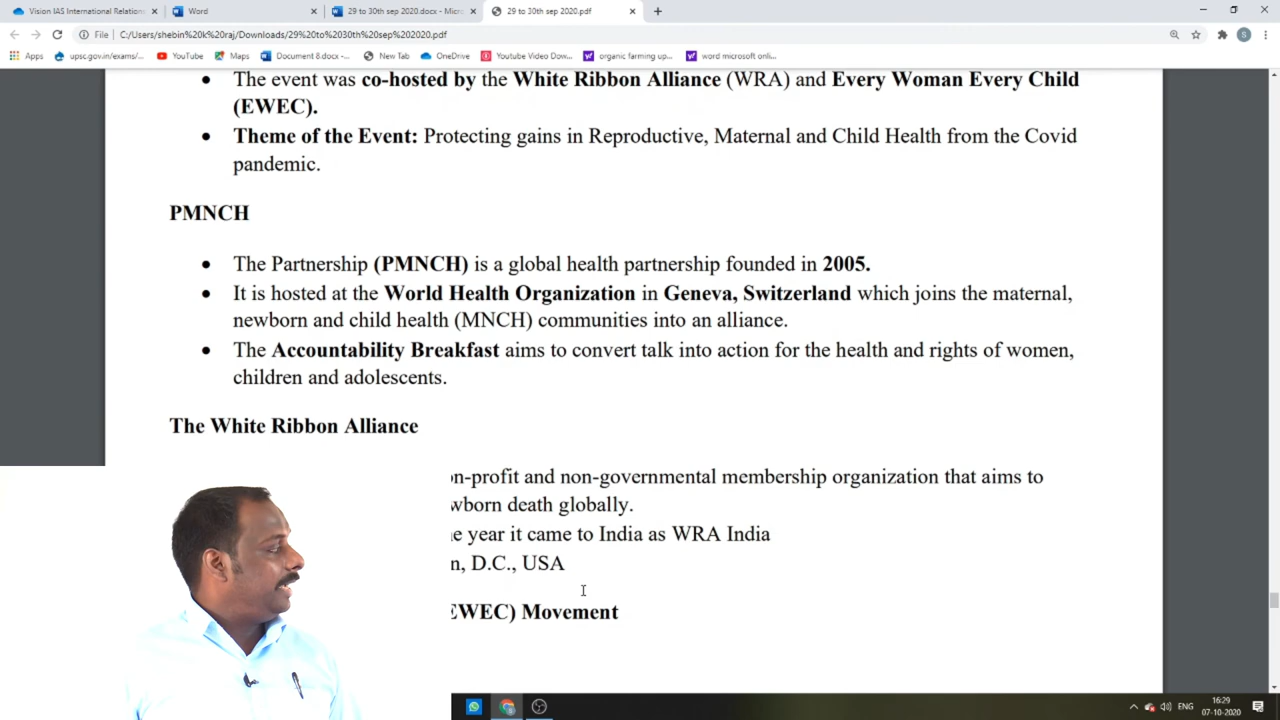 Vision IAS International Relation
Word
29 to 30th sep 2020.docx - Micros
29 to 30th sep 2020.pdf
File
C:/Users/shebin%20k%20raj/Downloads/29%20to%2030th%20sep%202020.pdf
Apps
upsc.gov.in/exams/...
YouTube
Maps
Document 8.docx -...
New Tab
OneDrive
Youtube Video Dow...
organic farming up...
word microsoft onli...
• The event was co-hosted by the White Ribbon Alliance (WRA) and Every Woman Every Child
(EWEC).
• Theme of the Event: Protecting gains in Reproductive, Maternal and Child Health from the Covid
pandemic.
PMNCH
• The Partnership (PMNCH) is a global health partnership founded in 2005.
• It is hosted at the World Health Organization in Geneva, Switzerland which joins the maternal,
newborn and child health (MNCH) communities into an alliance.
• The Accountability Breakfast aims to convert talk into action for the health and rights of women,
children and adolescents.
The White Ribbon Alliance
on-profit and non-governmental membership organization that aims to
wborn death globally.
e year it came to India as WRA India
n, D.C., USA
EWEC) Movement
ENG
16:29
07-10-2020